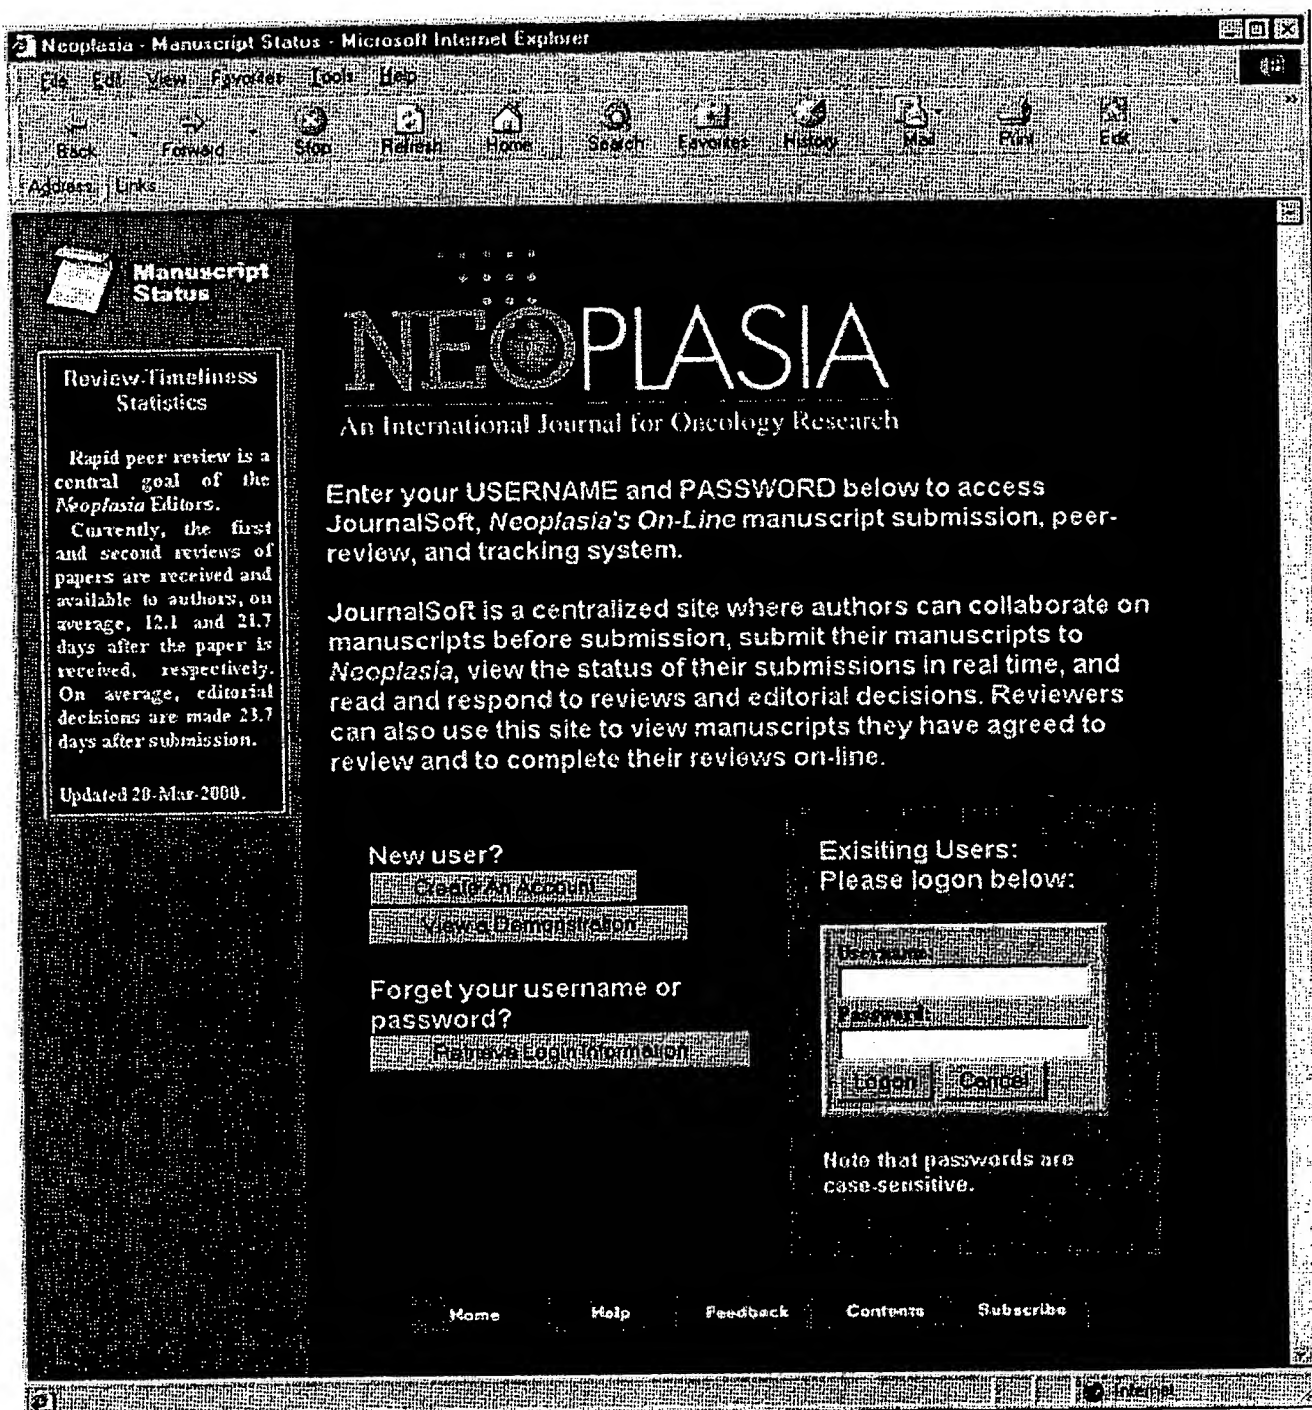 Neoplasia - Manuscript Status - Microsoft Internet Explorer
File Edit View Favorites Tools Help
Back Forward Stop Refresh Home Search Favorites History Mail Print Edit
Address Links
Manuscript
Status
Review-Timeliness
Statistics
Rapid peer review is a
central goal of the
Neoplasia Editors.
Currently, the first
and second reviews of
papers are received and
available to authors, on
average, 12.1 and 21.7
days after the paper is
received, respectively.
On average, editorial
decisions are made 23.7
days after submission.
Updated 20-Mar-2000.
NEOPLASIA
An International Journal for Oncology Research
Enter your USERNAME and PASSWORD below to access
JournalSoft, Neoplasia's On-Line manuscript submission, peer-
review, and tracking system.
JournalSoft is a centralized site where authors can collaborate on
manuscripts before submission, submit their manuscripts to
Neoplasia, view the status of their submissions in real time, and
read and respond to reviews and editorial decisions. Reviewers
can also use this site to view manuscripts they have agreed to
review and to complete their reviews on-line.
New user?
Create An Account
View a Demonstration
Forget your username or
password?
Retrieve Login Information
Exisiting Users:
Please logon below:
Username:
Password:
Logon Cancel
Note that passwords are
case-sensitive.
Home Help Feedback Contents Subscribe
Internet